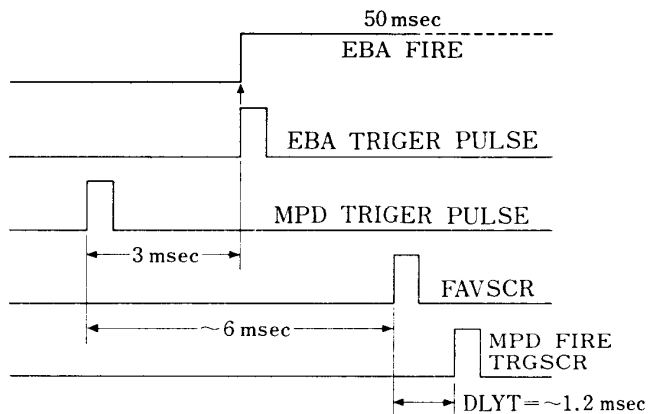 50 msec
EBA FIRE
EBA TRIGER PULSE
MPD TRIGER PULSE
3 msec
FAVSCR
~6 msec
MPD FIRE
TRGSCR
DLYT=~1.2 msec